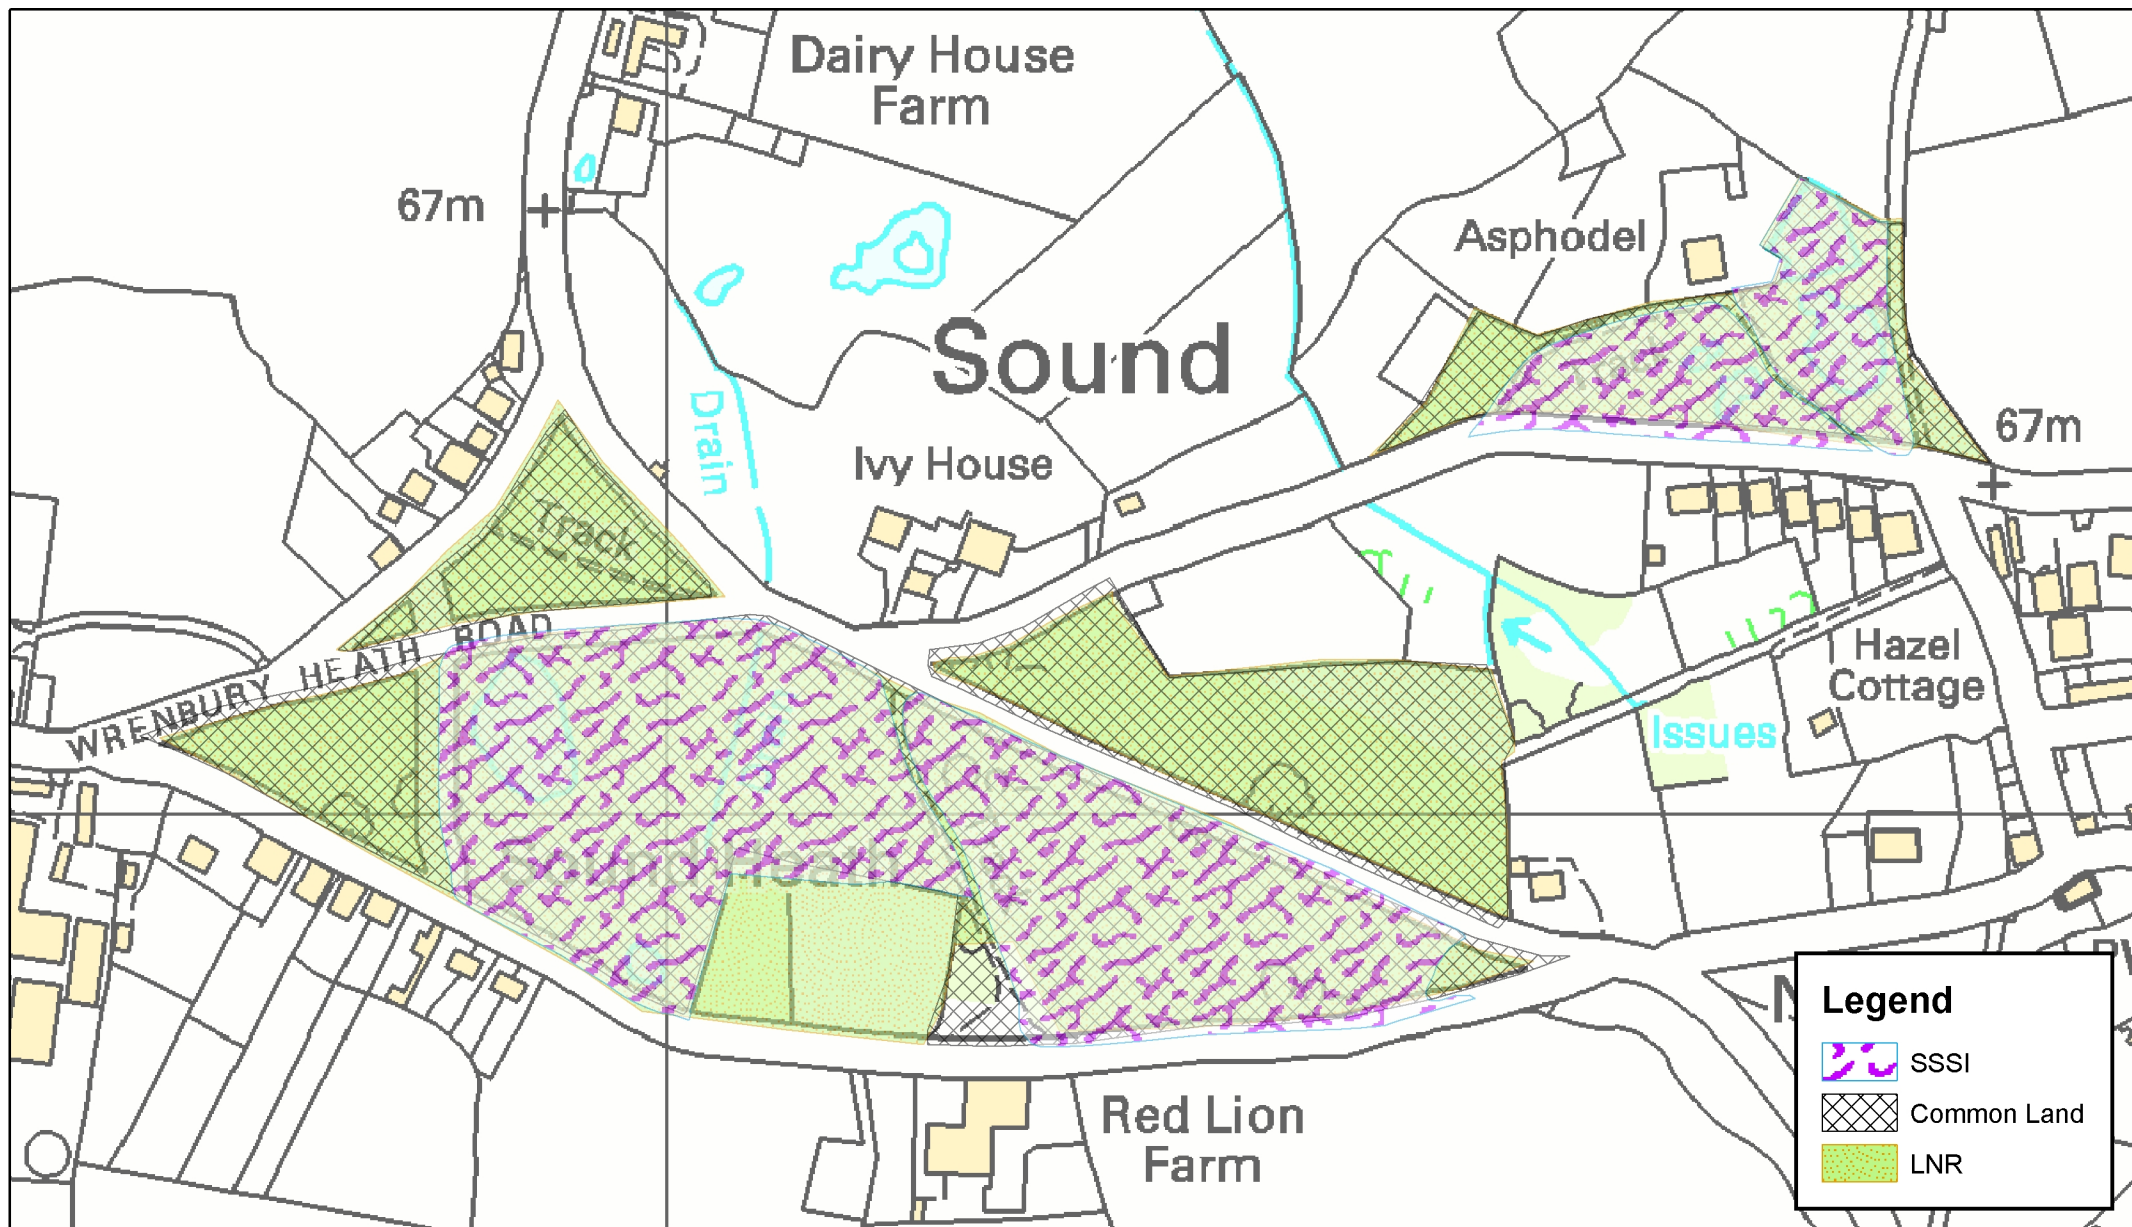 Dairy House
Farm
67m
Asphodel
Sound
Track
67m
Drain
Ivy House
Track
WRENBURY HEATH ROAD
Hazel
Cottage
Issues
Sound Heath
Legend
SSSI
Common Land
LNR
Red Lion
Farm